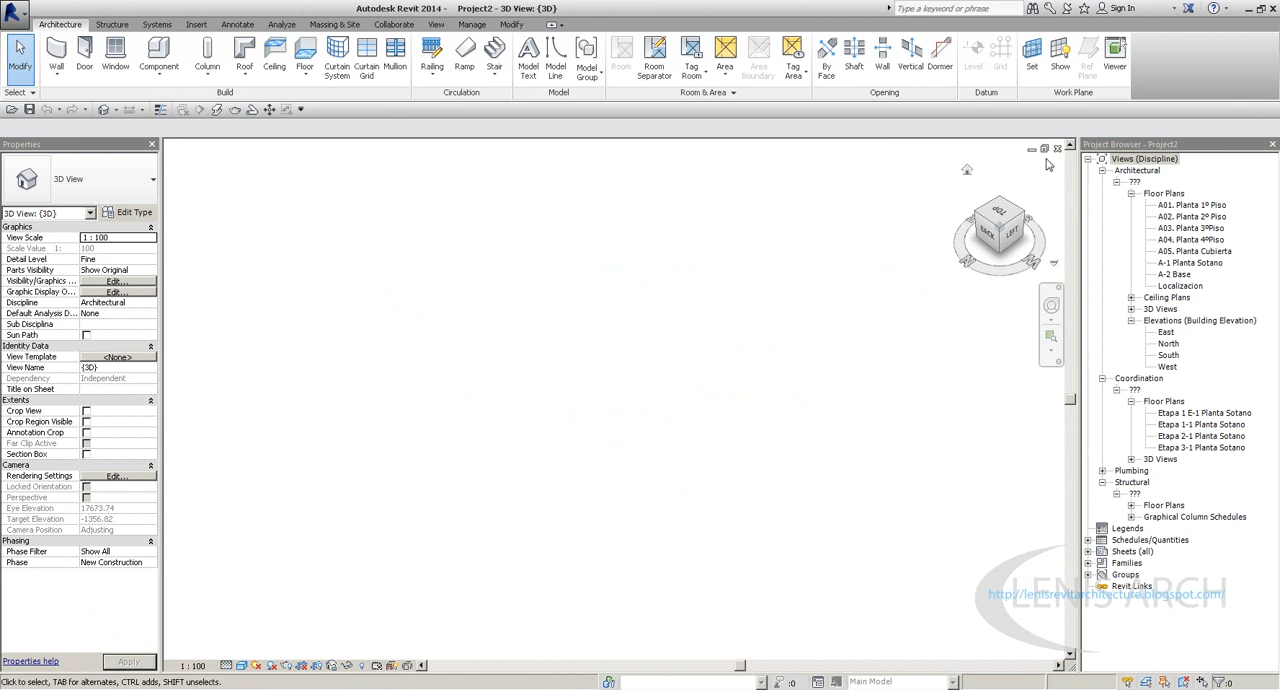 Autodesk Revit 2014 - Project2 - 3D View: {3D}
Type a keyword or phrase
Sign In
Architecture Structure Systems Insert Annotate Analyze Massing & Site Collaborate View Manage Modify
Modify Wall Door Window Component Column Roof Ceiling Floor Curtain System Curtain Grid Mullion Railing Ramp Stair Model Text Model Line Model Group Room Room Separator Tag Room Area Area Boundary Tag Area By Face Shaft Wall Vertical Dormer Level Grid Set Show Ref Plane Viewer
Select Build Circulation Model Room & Area Opening Datum Work Plane
Properties
3D View
3D View: {3D} Edit Type
Graphics
View Scale 1 : 100
Scale Value 1: 100
Detail Level Fine
Parts Visibility Show Original
Visibility/Graphics ... Edit...
Graphic Display O... Edit...
Discipline Architectural
Default Analysis D... None
Sub Disciplina
Sun Path
Identity Data
View Template <None>
View Name {3D}
Dependency Independent
Title on Sheet
Extents
Crop View
Crop Region Visible
Annotation Crop
Far Clip Active
Section Box
Camera
Rendering Settings Edit...
Locked Orientation
Perspective
Eye Elevation 17673.74
Target Elevation -1356.82
Camera Position Adjusting
Phasing
Phase Filter Show All
Phase New Construction
Properties help Apply
TOP
BACK LEFT
Project Browser - Project2
Views (Discipline)
Architectural
???
Floor Plans
A01. Planta 1º Piso
A02. Planta 2º Piso
A03. Planta 3ºPiso
A04. Planta 4ºPiso
A05. Planta Cubierta
A-1 Planta Sotano
A-2 Base
Localizacion
Ceiling Plans
3D Views
Elevations (Building Elevation)
East
North
South
West
Coordination
???
Floor Plans
Etapa 1 E-1 Planta Sotano
Etapa 1-1 Planta Sotano
Etapa 2-1 Planta Sotano
Etapa 3-1 Planta Sotano
3D Views
Plumbing
Structural
???
Floor Plans
Graphical Column Schedules
Legends
Schedules/Quantities
Sheets (all)
Families
Groups
Revit Links
LENIS ARCH
http://lenisrevitarchitecture.blogspot.com/
1 : 100
Click to select, TAB for alternates, CTRL adds, SHIFT unselects.
:0
Main Model
:0